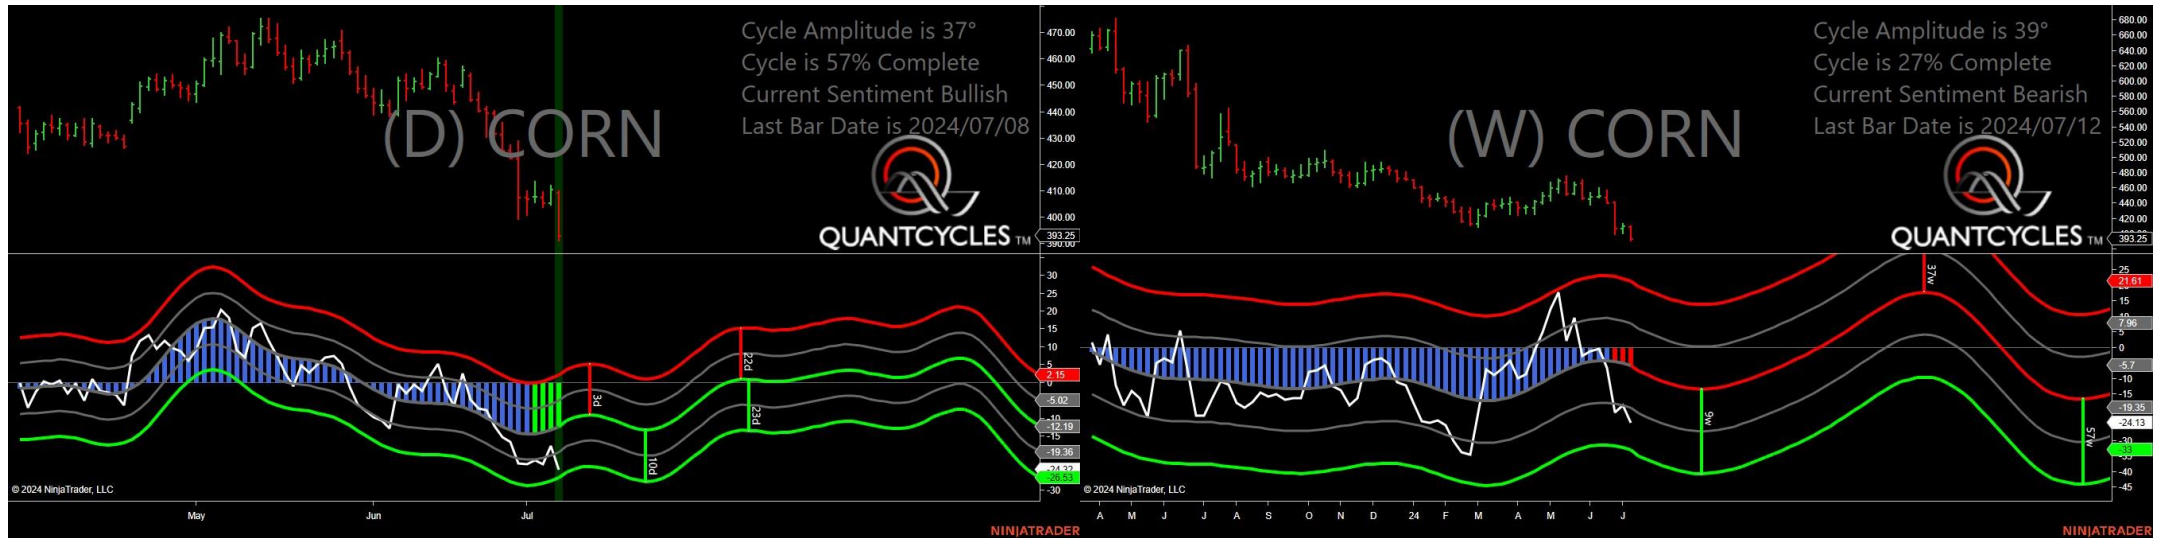 Cycle Amplitude is 37°
Cycle is 57% Complete
Current Sentiment Bullish
Last Bar Date is 2024/07/08
(D) CORN
QUANTCYCLES TM
470.00
460.00
450.00
440.00
430.00
420.00
410.00
400.00
393.25
390.00
30
25
20
15
10
5
0
2.15
-5.02
-10
-12.19
-15
-19.36
-24.32
-26.53
-30
3d
10d
22d
23d
© 2024 NinjaTrader, LLC
May
Jun
Jul
NINJATRADER
Cycle Amplitude is 39°
Cycle is 27% Complete
Current Sentiment Bearish
Last Bar Date is 2024/07/12
(W) CORN
QUANTCYCLES TM
680.00
660.00
640.00
620.00
600.00
580.00
560.00
540.00
520.00
500.00
480.00
460.00
440.00
420.00
393.25
25
21.61
15
10
7.96
5
0
-5.7
-10
-15
-19.35
-24.13
-30
-33
-40
-45
37w
9w
57w
© 2024 NinjaTrader, LLC
A M J J A S O N D 24 F M A M J J
NINJATRADER